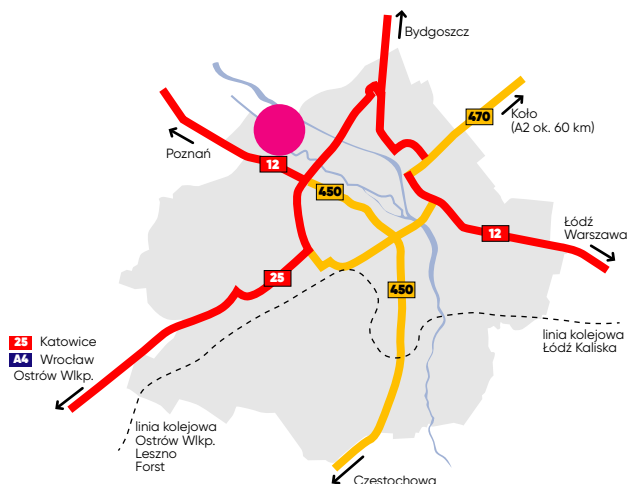 Bydgoszcz
470
Koło
(A2 ok. 60 km)
Poznań
12
450
Łódź
Warszawa
12
25
450
linia kolejowa
Łódź Kaliska
25 Katowice
A4 Wrocław
Ostrów Wlkp.
linia kolejowa
Ostrów Wlkp.
Leszno
Forst
Częstochowa